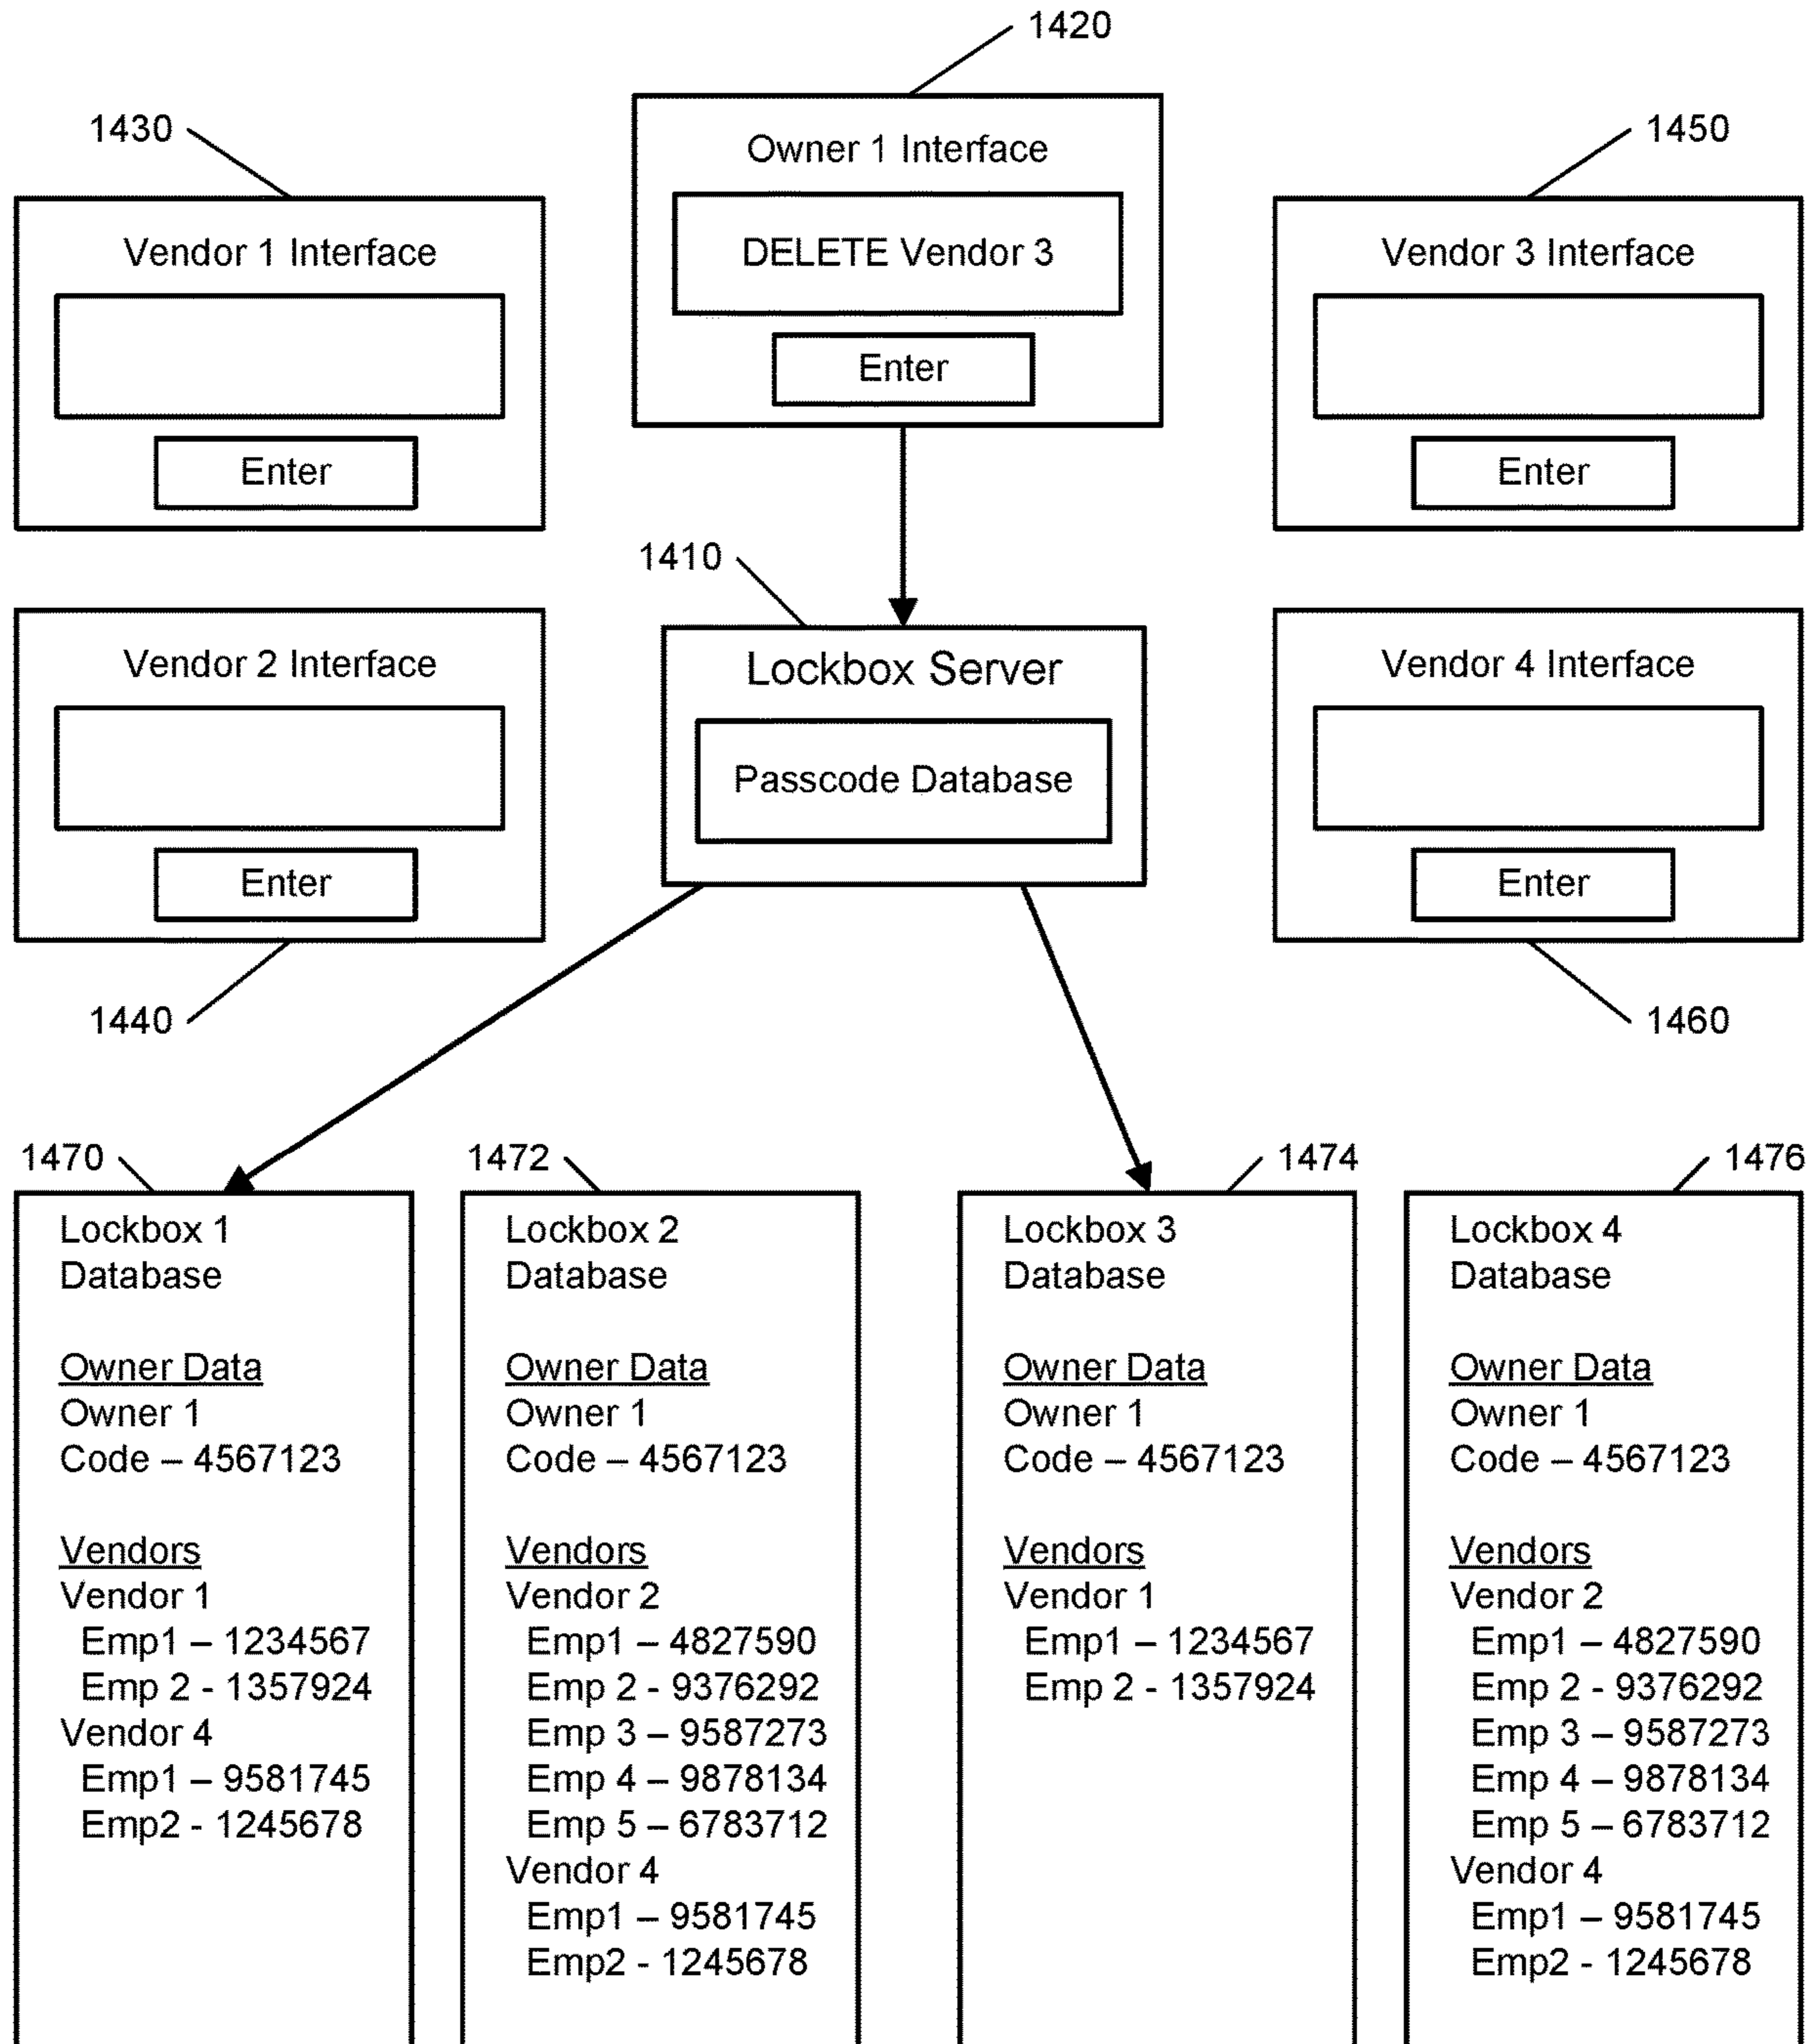 1420
1430
1450
Owner 1 Interface
DELETE Vendor 3
Enter
Vendor 1 Interface
Enter
Vendor 3 Interface
Enter
1410
Vendor 2 Interface
Enter
Lockbox Server
Passcode Database
Vendor 4 Interface
Enter
1440
1460
1470
1472
1474
1476
Lockbox 1
Database
Owner Data
Owner 1
Code – 4567123
Vendors
Vendor 1
Emp1 – 1234567
Emp 2 - 1357924
Vendor 4
Emp1 – 9581745
Emp2 - 1245678
Lockbox 2
Database
Owner Data
Owner 1
Code – 4567123
Vendors
Vendor 2
Emp1 – 4827590
Emp 2 - 9376292
Emp 3 – 9587273
Emp 4 – 9878134
Emp 5 – 6783712
Vendor 4
Emp1 – 9581745
Emp2 - 1245678
Lockbox 3
Database
Owner Data
Owner 1
Code – 4567123
Vendors
Vendor 1
Emp1 – 1234567
Emp 2 - 1357924
Lockbox 4
Database
Owner Data
Owner 1
Code – 4567123
Vendors
Vendor 2
Emp1 – 4827590
Emp 2 - 9376292
Emp 3 – 9587273
Emp 4 – 9878134
Emp 5 – 6783712
Vendor 4
Emp1 – 9581745
Emp2 - 1245678